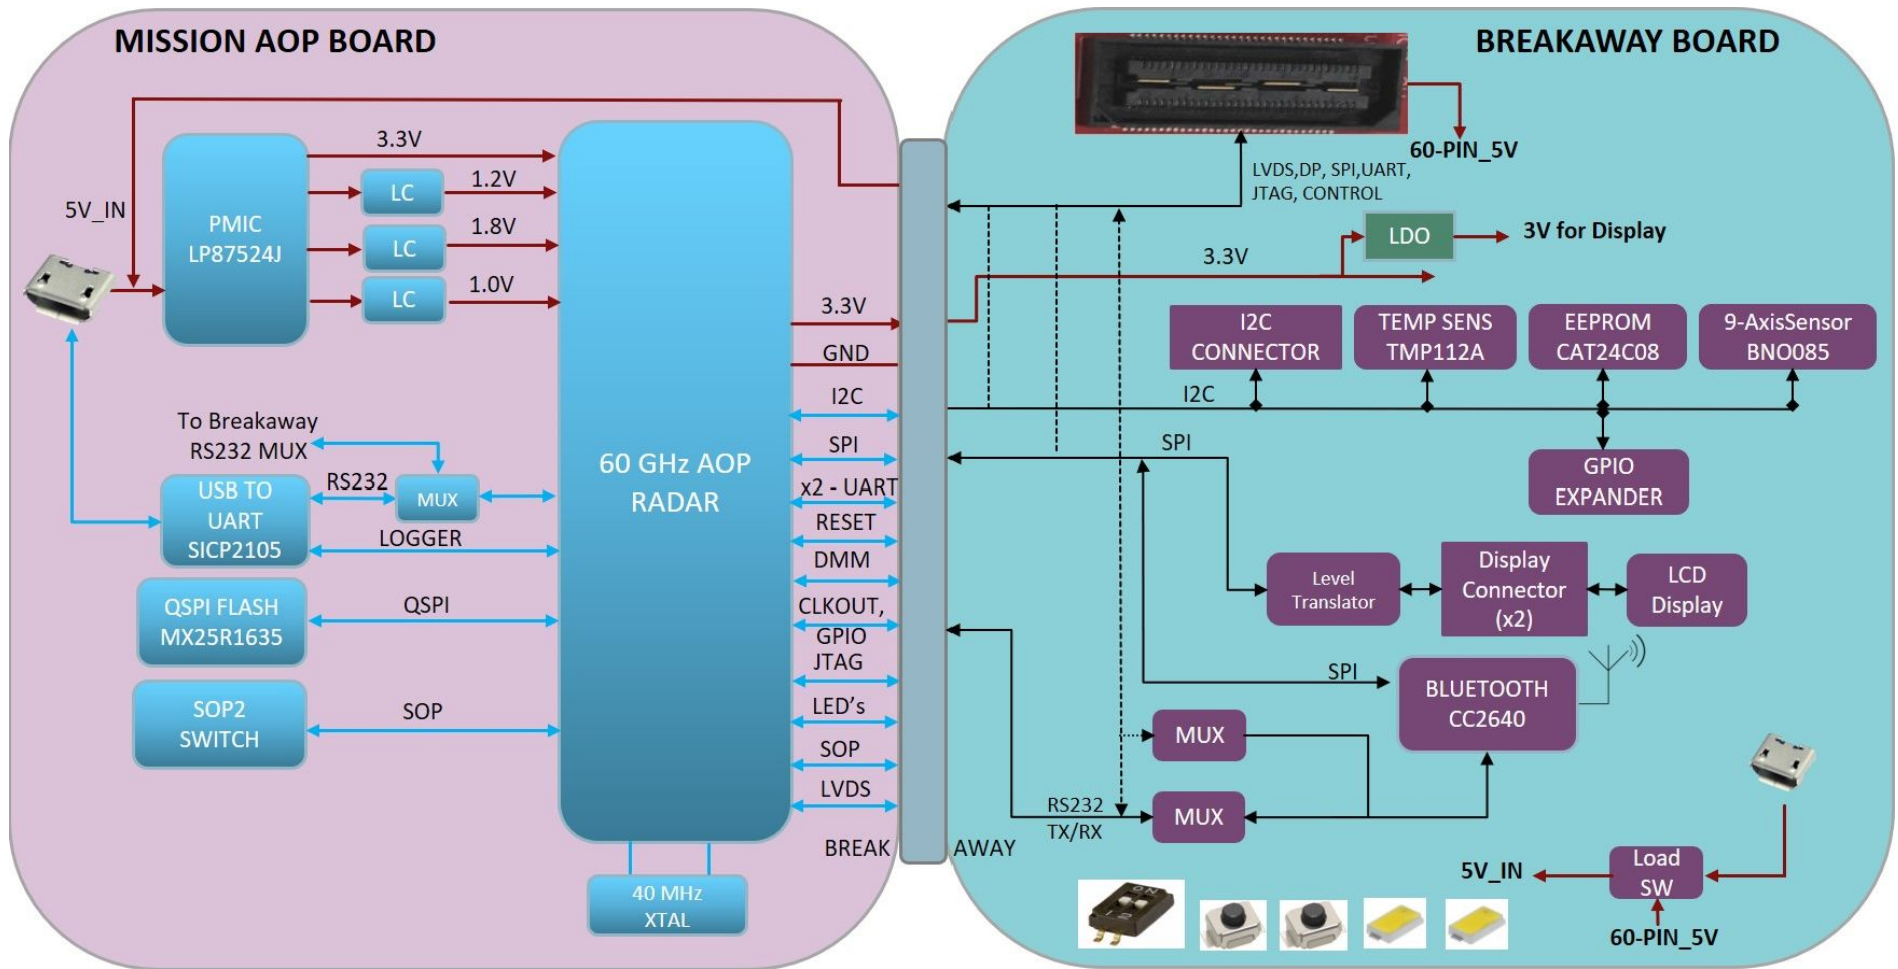 MISSION AOP BOARD
BREAKAWAY BOARD
5V_IN
PMIC
LP87524J
3.3V
LC
1.2V
LC
1.8V
LC
1.0V
To Breakaway
RS232 MUX
USB TO
UART
SICP2105
RS232
MUX
LOGGER
QSPI FLASH
MX25R1635
QSPI
SOP2
SWITCH
SOP
60 GHz AOP
RADAR
40 MHz
XTAL
3.3V
GND
I2C
SPI
x2 - UART
RESET
DMM
CLKOUT,
GPIO
JTAG
LED's
SOP
LVDS
BREAK
AWAY
60-PIN_5V
LVDS,DP, SPI,UART,
JTAG, CONTROL
LDO
3V for Display
3.3V
I2C
CONNECTOR
TEMP SENS
TMP112A
EEPROM
CAT24C08
9-AxisSensor
BNO085
I2C
GPIO
EXPANDER
SPI
Level
Translator
Display
Connector
(x2)
LCD
Display
SPI
BLUETOOTH
CC2640
MUX
RS232
TX/RX
MUX
5V_IN
Load
SW
60-PIN_5V
ON
1 2